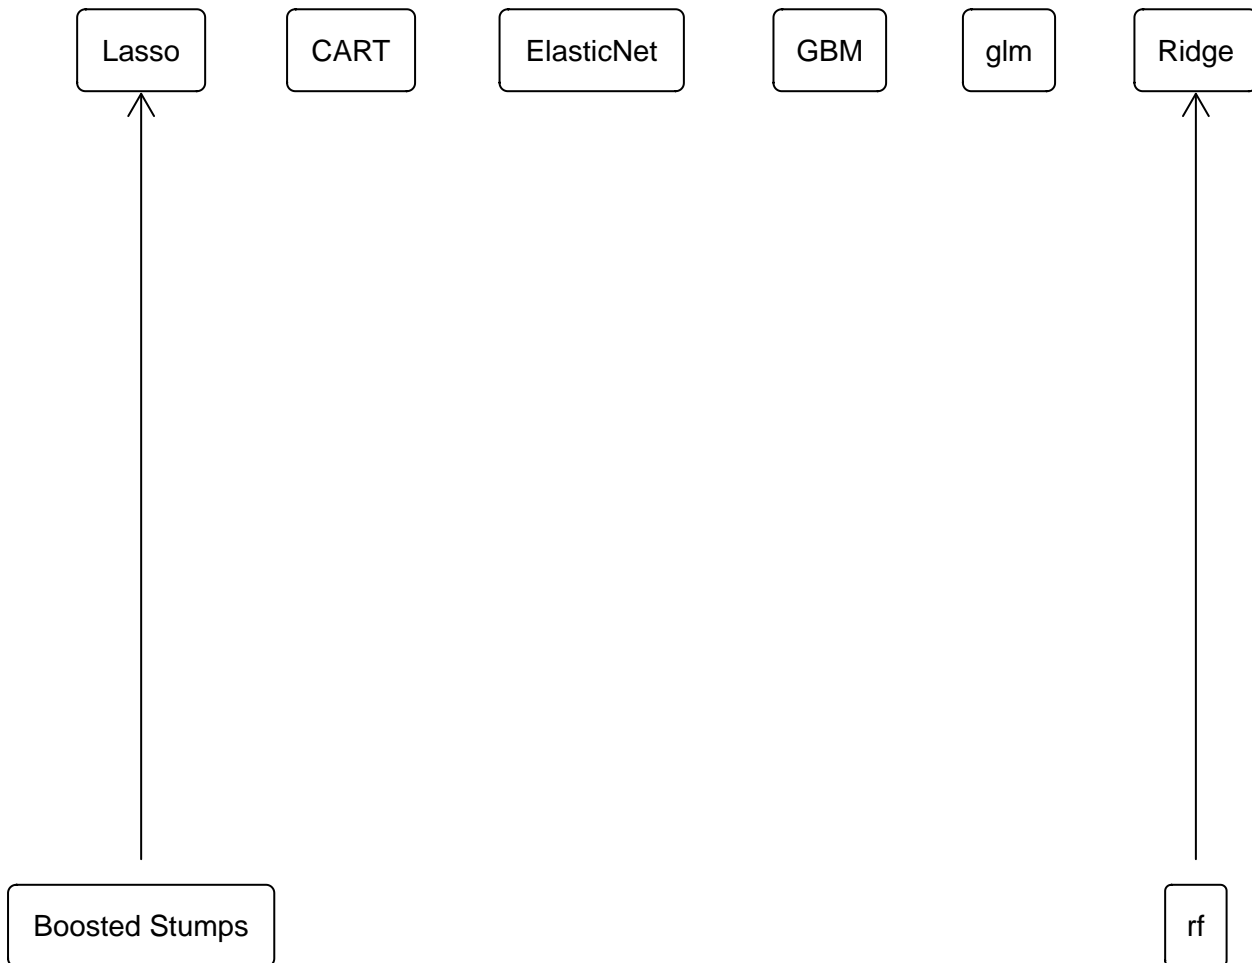 Lasso
CART
ElasticNet
GBM
glm
Ridge
Boosted Stumps
rf